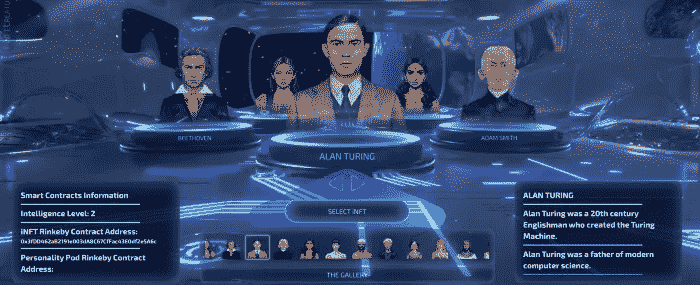 BEETHOVEN
ALAN TURING
ADAM SMITH
SELECT iNFT
THE GALLERY
Smart Contracts Information
Intelligence Level: 2
iNFT Rinkeby Contract Address:
Personality Pod Rinkeby Contract
Address:
ALAN TURING
Alan Turing was a 20th century
Englishman who created the Turing
Machine.
Alan Turing was a father of modern
computer science.